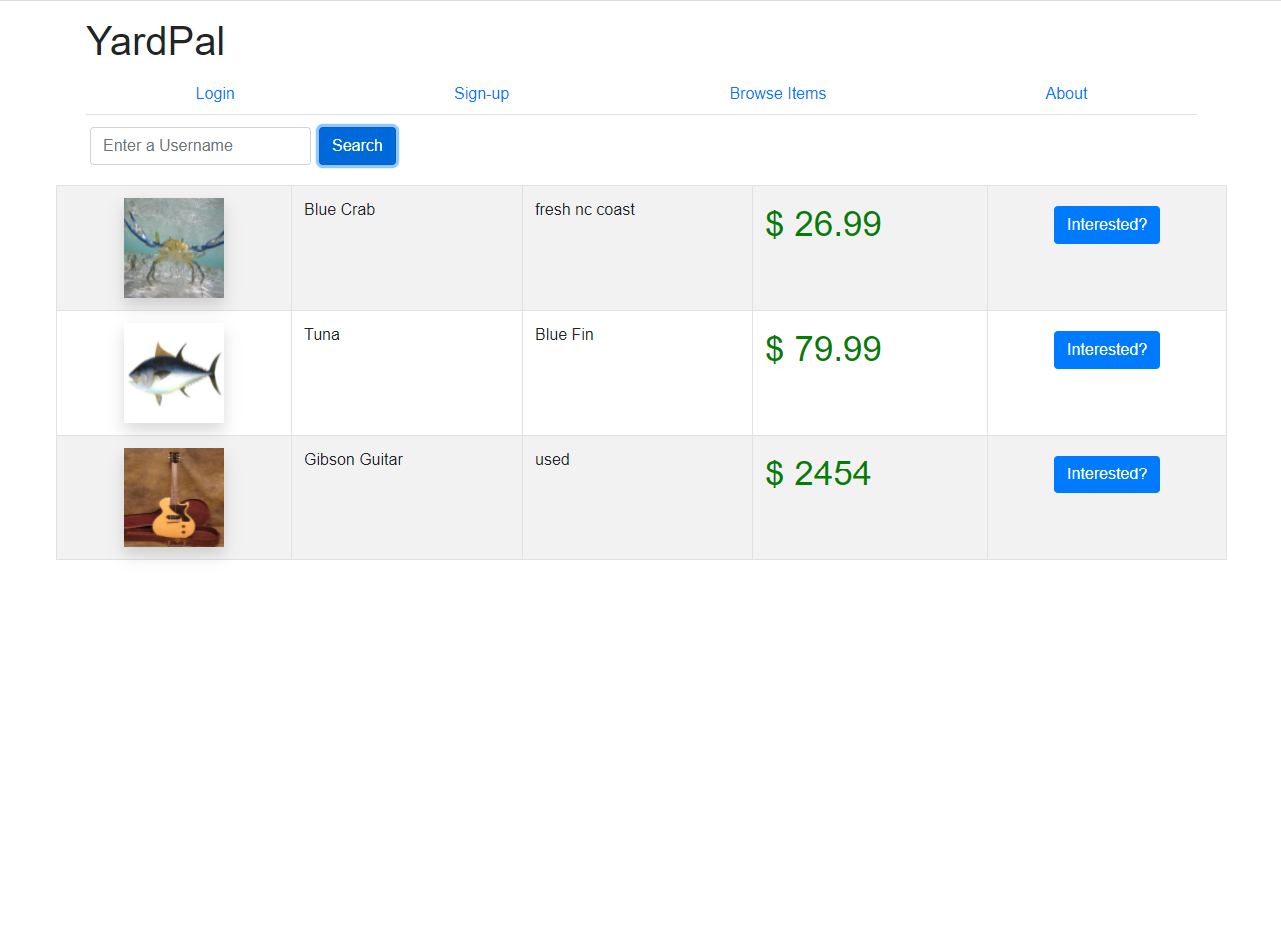 YardPal
Login Sign-up Browse Items About
Enter a Username Search
Blue Crab fresh nc coast $ 26.99 Interested?
Tuna Blue Fin $ 79.99 Interested?
Gibson Guitar used $ 2454 Interested?